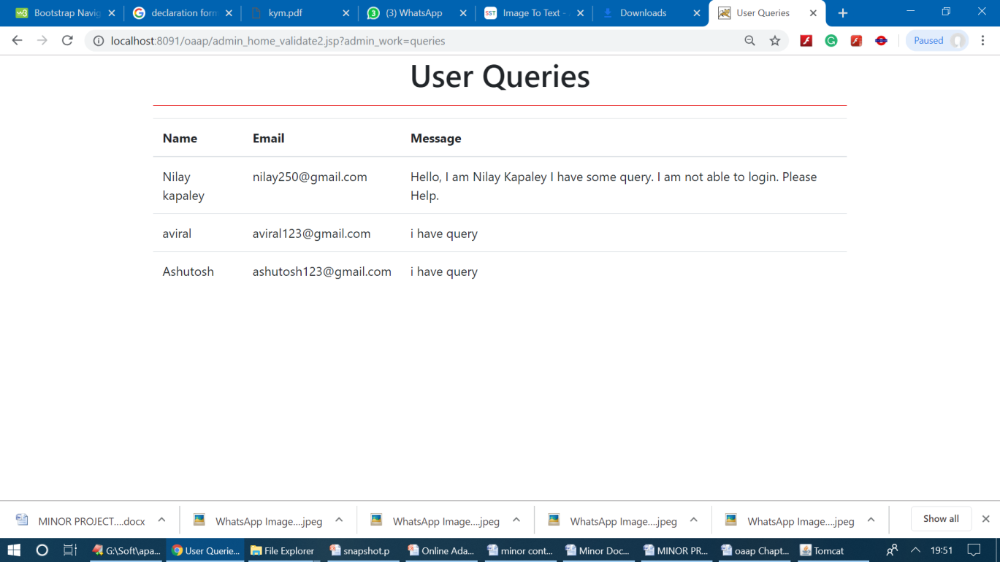 Bootstrap Navig
declaration form
kym.pdf
(3) WhatsApp
Image To Text -
Downloads
User Queries
localhost:8091/oaap/admin_home_validate2.jsp?admin_work=queries
Paused
User Queries
Name Email Message
Nilay kapaley nilay250@gmail.com Hello, I am Nilay Kapaley I have some query. I am not able to login. Please Help.
aviral aviral123@gmail.com i have query
Ashutosh ashutosh123@gmail.com i have query
MINOR PROJECT....docx
WhatsApp Image....jpeg
WhatsApp Image....jpeg
WhatsApp Image....jpeg
WhatsApp Image....jpeg
Show all
G:\Soft\apa...
User Querie...
File Explorer
snapshot.p
Online Ada...
minor cont...
Minor Doc...
MINOR PR...
oaap Chapt...
Tomcat
19:51